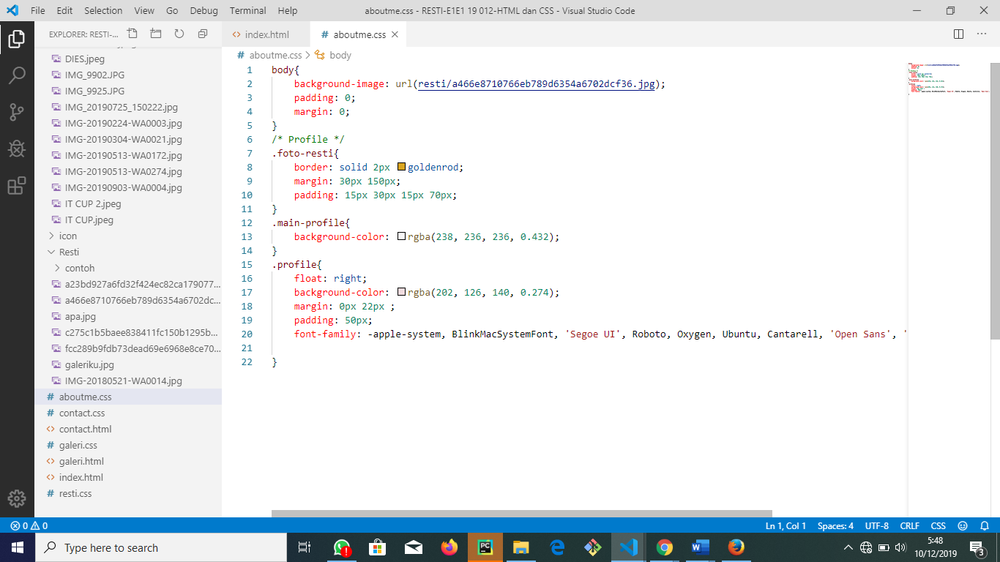 File Edit Selection View Go Debug Terminal Help aboutme.css - RESTI-E1E1 19 012-HTML dan CSS - Visual Studio Code
EXPLORER: RESTI-...
index.html
# aboutme.css
# aboutme.css > body
DIES.jpeg
IMG_9902.JPG
IMG_9925.JPG
IMG_20190725_150222.jpg
IMG-20190224-WA0003.jpg
IMG-20190304-WA0021.jpg
IMG-20190513-WA0172.jpg
IMG-20190513-WA0274.jpg
IMG-20190903-WA0004.jpg
IT CUP 2.jpeg
IT CUP.jpeg
icon
Resti
contoh
a23bd927a6fd32f424ec82ca179077...
a466e8710766eb789d6354a6702dc...
apa.jpg
c275c1b5baee838411fc150b1295b...
fcc289b9fdb73dead69e6968e8ce70...
galeriku.jpg
IMG-20180521-WA0014.jpg
# aboutme.css
# contact.css
<> contact.html
# galeri.css
<> galeri.html
<> index.html
# resti.css
1 body{
2 background-image: url(resti/a466e8710766eb789d6354a6702dcf36.jpg);
3 padding: 0;
4 margin: 0;
5 }
6 /* Profile */
7 .foto-resti{
8 border: solid 2px goldenrod;
9 margin: 30px 150px;
10 padding: 15px 30px 15px 70px;
11 }
12 .main-profile{
13 background-color: rgba(238, 236, 236, 0.432);
14 }
15 .profile{
16 float: right;
17 background-color: rgba(202, 126, 140, 0.274);
18 margin: 0px 22px ;
19 padding: 50px;
20 font-family: -apple-system, BlinkMacSystemFont, 'Segoe UI', Roboto, Oxygen, Ubuntu, Cantarell, 'Open Sans', '
21
22 }
0 0 Ln 1, Col 1 Spaces: 4 UTF-8 CRLF CSS
Type here to search
PC
W
5:48
10/12/2019
3